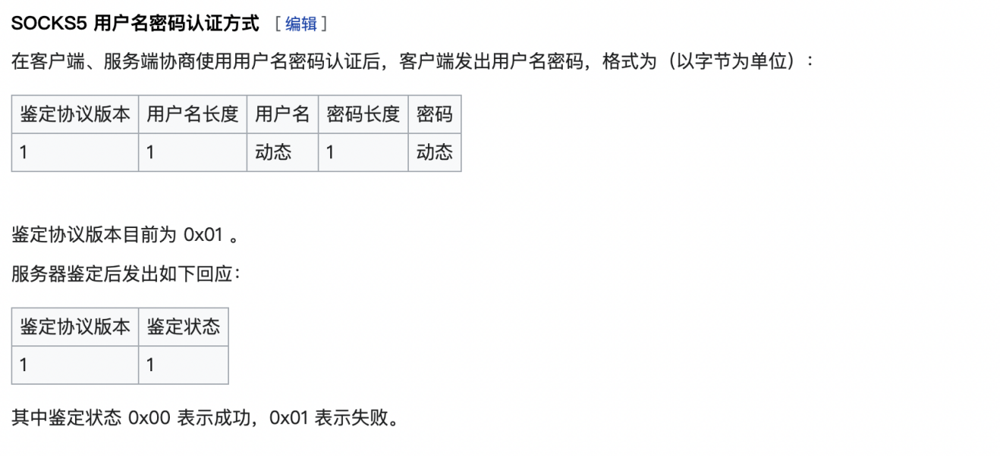 SOCKS5 用户名密码认证方式 [编辑]
在客户端、服务端协商使用用户名密码认证后，客户端发出用户名密码，格式为（以字节为单位）：
鉴定协议版本 用户名长度 用户名 密码长度 密码
1 1 动态 1 动态
鉴定协议版本目前为 0x01 。
服务器鉴定后发出如下回应：
鉴定协议版本 鉴定状态
1 1
其中鉴定状态 0x00 表示成功，0x01 表示失败。